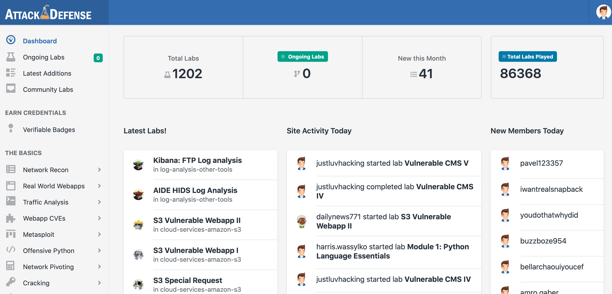 ATTACKDEFENSE
Dashboard
Ongoing Labs 0
Latest Additions
Community Labs
EARN CREDENTIALS
Verifiable Badges
THE BASICS
Network Recon
Real World Webapps
Traffic Analysis
Webapp CVEs
Metasploit
Offensive Python
Network Pivoting
Cracking
Total Labs
1202
Ongoing Labs
0
New this Month
41
Total Labs Played
86368
Latest Labs!
Kibana: FTP Log analysis
in log-analysis-other-tools
AIDE HIDS Log Analysis
in log-analysis-other-tools
S3 Vulnerable Webapp II
in cloud-services-amazon-s3
S3 Vulnerable Webapp I
in cloud-services-amazon-s3
S3 Special Request
in cloud-services-amazon-s3
Site Activity Today
justluvhacking started lab Vulnerable CMS V
justluvhacking completed lab Vulnerable CMS
IV
dailynews771 started lab S3 Vulnerable
Webapp II
harris.wassylko started lab Module 1: Python
Language Essentials
justluvhacking started lab Vulnerable CMS IV
New Members Today
pavel123357
iwantrealsnapback
youdothatwhydid
buzzboze954
bellarchaouiyoucef
amro.gaber